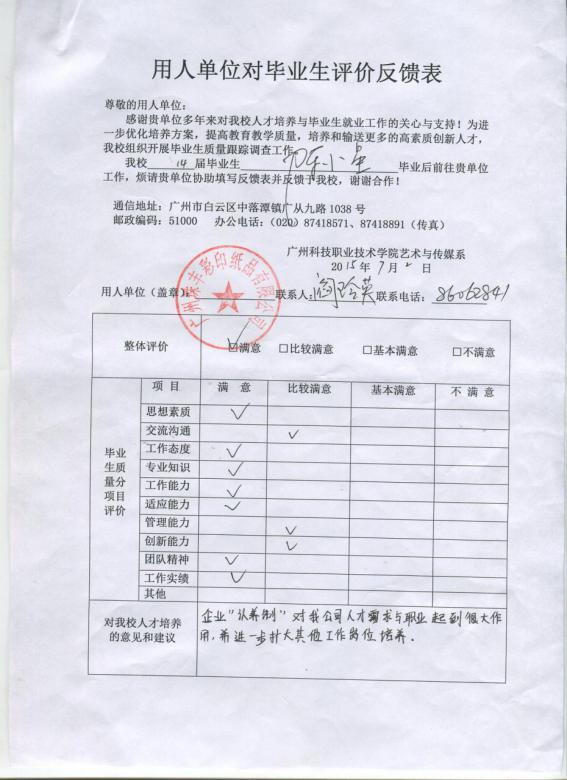 用人单位对毕业生评价反馈表
尊敬的用人单位:
感谢贵单位多年来对我校人才培养与毕业生就业工作的关心与支持!为进
一步优化培养方案,提高教育教学质量,培养和输送更多的高素质创新人才,
我校组织开展毕业生质量跟踪调查工作。
我校 14 届毕业生 小 毕业后前往贵单位
工作,烦请贵单位协助填写反馈表并反馈于我校,谢谢合作!
通信地址:广州市白云区中落潭镇广从九路 1038 号
邮政编码:51000 办公电话:(020)87418571、87418891(传真)
广州科技职业技术学院艺术与传媒系
2015年7月2日
用人单位(盖章): 联系人: 联系电话: 86062841
彩印纸品有限公司
整体评价 ☑满意 □比较满意 □基本满意 □不满意
毕业生质量分项目评价
项目 满意 比较满意 基本满意 不满意
思想素质 ✓
交流沟通 ✓
工作态度 ✓
专业知识 ✓
工作能力 ✓
适应能力 ✓
管理能力 ✓
创新能力 ✓
团队精神 ✓
工作实绩 ✓
其他
对我校人才培养
的意见和建议
企业"认养制"对我公司人才需求与职业起到很大作
用,希进一步扩大其他工作岗位培养.